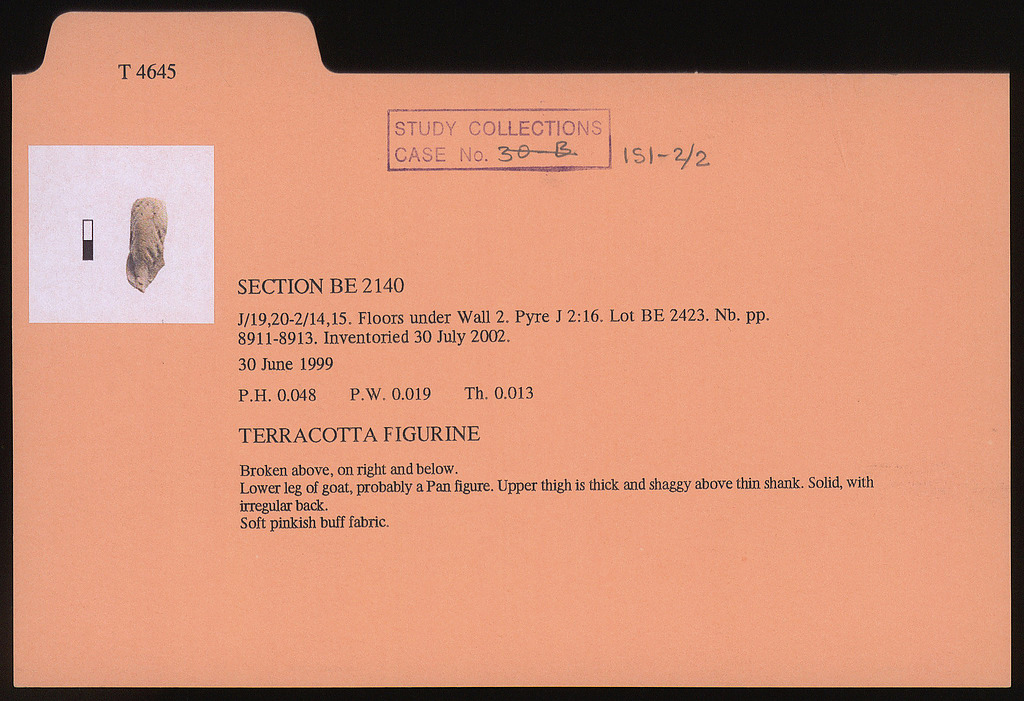 T 4645
STUDY COLLECTIONS
CASE No. 30-B 1S1-2/2
SECTION BE 2140
J/19,20-2/14,15. Floors under Wall 2. Pyre J 2:16. Lot BE 2423. Nb. pp.
8911-8913. Inventoried 30 July 2002.
30 June 1999
P.H. 0.048 P.W. 0.019 Th. 0.013
TERRACOTTA FIGURINE
Broken above, on right and below.
Lower leg of goat, probably a Pan figure. Upper thigh is thick and shaggy above thin shank. Solid, with
irregular back.
Soft pinkish buff fabric.